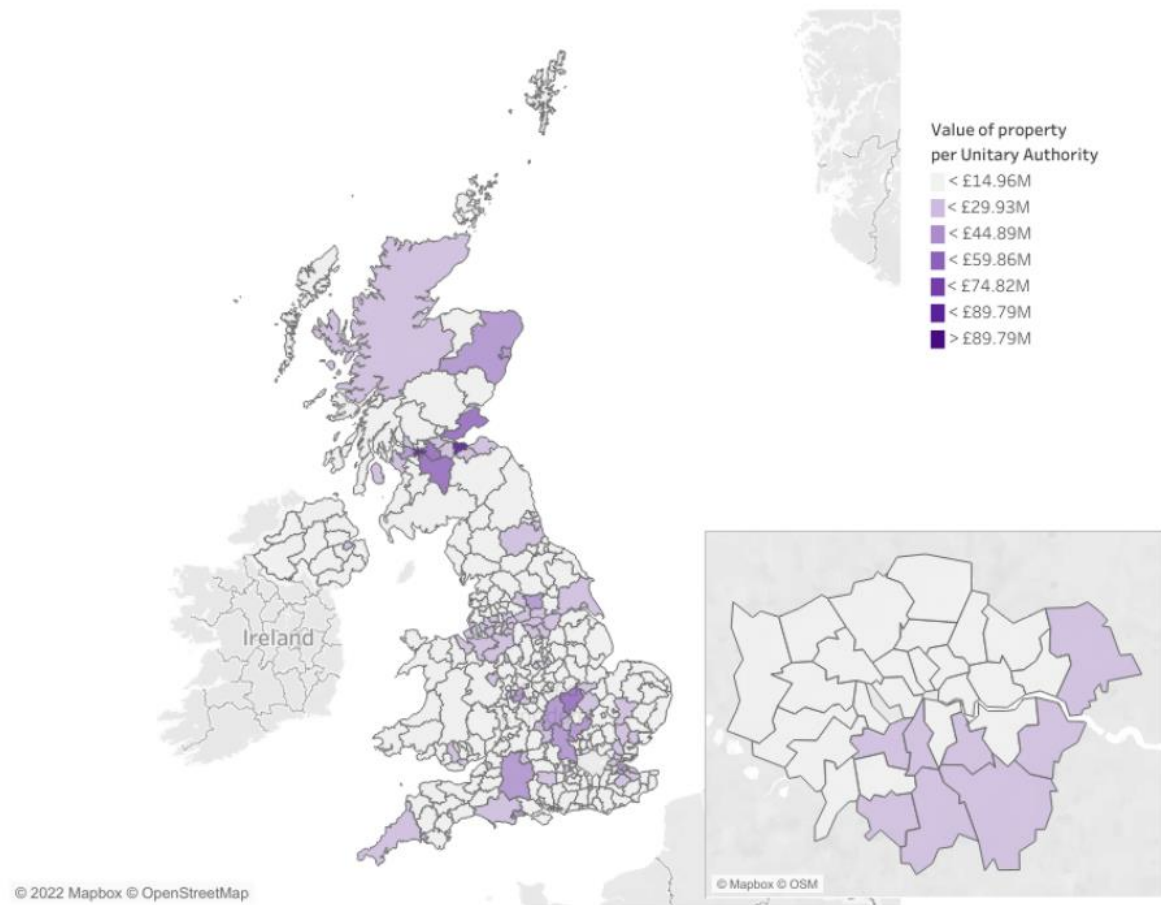 Value of property
per Unitary Authority
< £14.96M
< £29.93M
< £44.89M
< £59.86M
< £74.82M
< £89.79M
> £89.79M
Ireland
© Mapbox © OSM
© 2022 Mapbox © OpenStreetMap